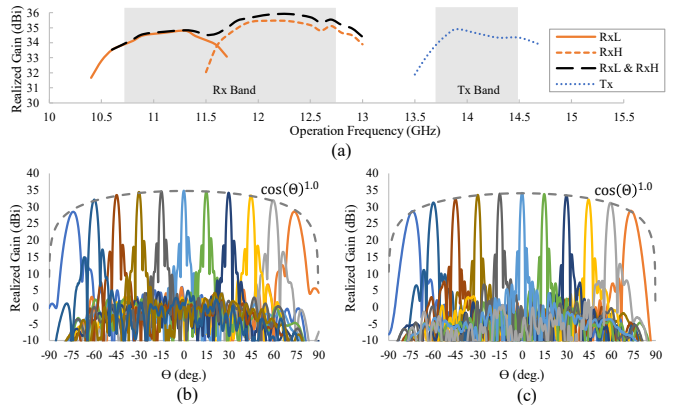 Realized Gain (dBi)
36
35
34
33
32
31
30
Rx Band
Tx Band
RxL
RxH
RxL & RxH
Tx
10 10.5 11 11.5 12 12.5 13 13.5 14 14.5 15 15.5
Operation Frequency (GHz)
(a)
Realized Gain (dBi)
40
35
30
25
20
15
10
5
0
-5
-10
cos(Θ)1.0
-90 -75 -60 -45 -30 -15 0 15 30 45 60 75 90
Θ (deg.)
(b)
Realized Gain (dBi)
40
35
30
25
20
15
10
5
0
-5
-10
cos(Θ)1.0
-90 -75 -60 -45 -30 -15 0 15 30 45 60 75 90
Θ (deg.)
(c)